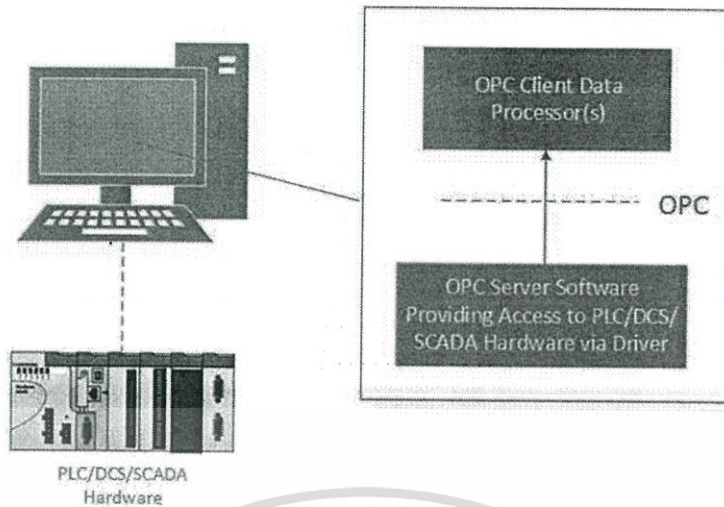 OPC Client Data
Processor(s)
OPC
OPC Server Software
Providing Access to PLC/DCS/
SCADA Hardware via Driver
PLC/DCS/SCADA
Hardware